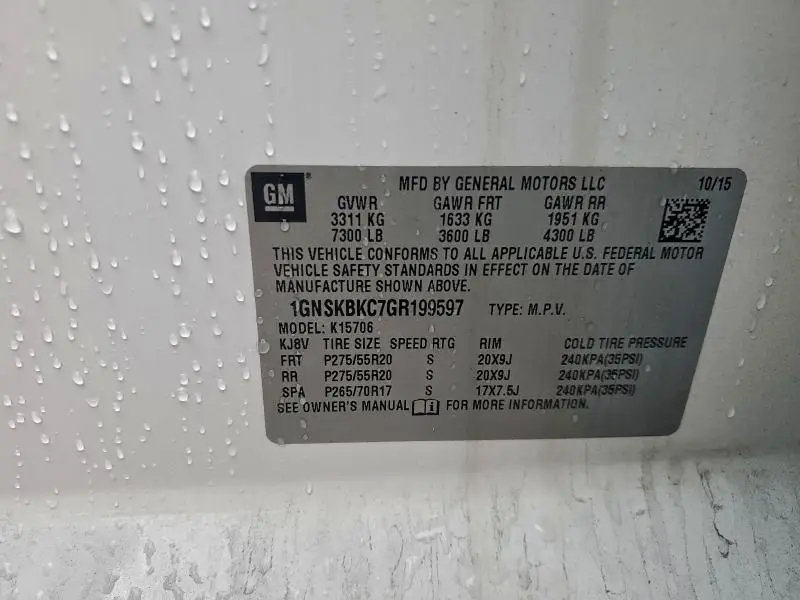 GM® MFD BY GENERAL MOTORS LLC 10/15
GVWR GAWR FRT GAWR RR
3311 KG 1633 KG 1951 KG
7300 LB 3600 LB 4300 LB
THIS VEHICLE CONFORMS TO ALL APPLICABLE U.S. FEDERAL MOTOR
VEHICLE SAFETY STANDARDS IN EFFECT ON THE DATE OF
MANUFACTURE SHOWN ABOVE.
1GNSKBKC7GR199597 TYPE: M.P.V.
MODEL: K15706
KJ8V TIRE SIZE SPEED RTG RIM COLD TIRE PRESSURE
FRT P275/55R20 S 20X9J 240KPA(35PSI)
RR P275/55R20 S 20X9J 240KPA(35PSI)
SPA P265/70R17 S 17X7.5J 240KPA(35PSI)
SEE OWNER'S MANUAL FOR MORE INFORMATION.